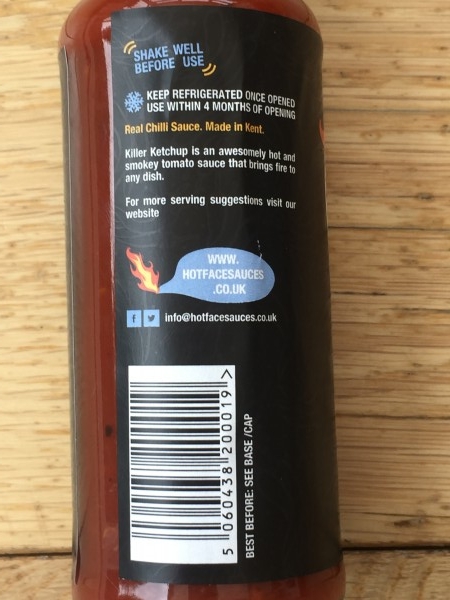 SHAKE WELL
BEFORE USE
KEEP REFRIGERATED ONCE OPENED
USE WITHIN 4 MONTHS OF OPENING
Real Chilli Sauce. Made in Kent.
Killer Ketchup is an awesomely hot and
smokey tomato sauce that brings fire to
any dish.
For more serving suggestions visit our
website
WWW.
HOTFACESAUCES
.CO.UK
info@hotfacesauces.co.uk
5 060438 200019 >
BEST BEFORE: SEE BASE /CAP